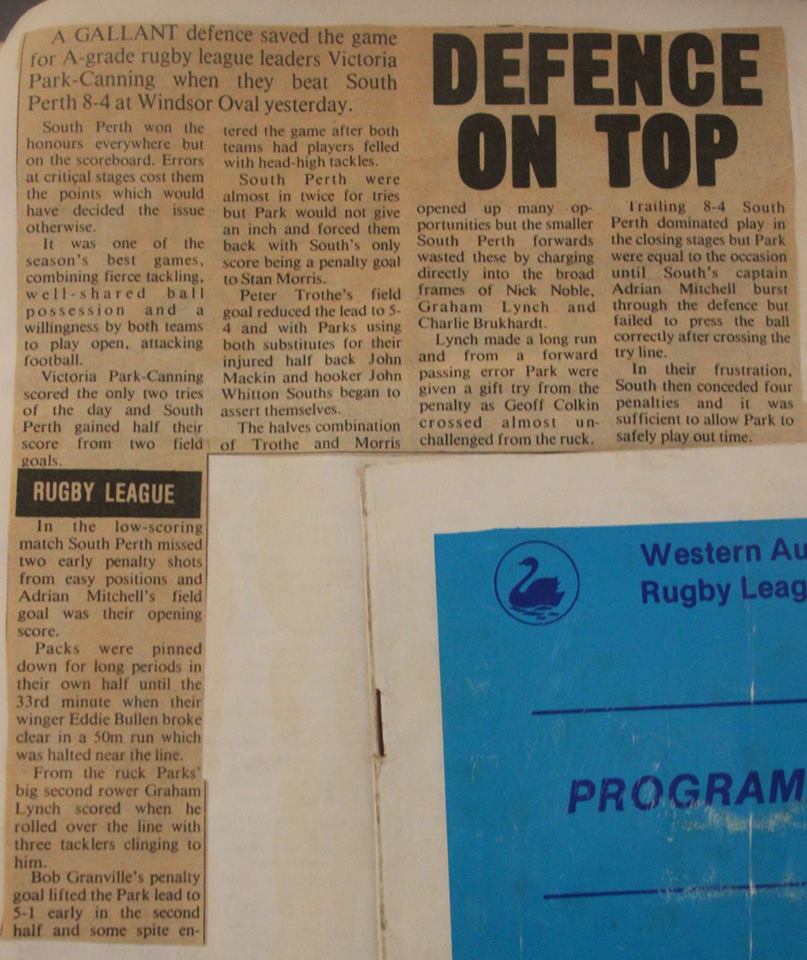 A GALLANT defence saved the game
for A-grade rugby league leaders Victoria
Park-Canning when they beat South
Perth 8-4 at Windsor Oval yesterday.
DEFENCE
ON TOP
South Perth won the
honours everywhere but
on the scoreboard. Errors
at critical stages cost them
the points which would
have decided the issue
otherwise.
It was one of the
season's best games,
combining fierce tackling,
well-shared ball
possession and a
willingness by both teams
to play open, attacking
football.
Victoria Park-Canning
scored the only two tries
of the day and South
Perth gained half their
score from two field
goals.
RUGBY LEAGUE
In the low-scoring
match South Perth missed
two early penalty shots
from easy positions and
Adrian Mitchell's field
goal was their opening
score.
Packs were pinned
down for long periods in
their own half until the
33rd minute when their
winger Eddie Bullen broke
clear in a 50m run which
was halted near the line.
From the ruck Parks'
big second rower Graham
Lynch scored when he
rolled over the line with
three tacklers clinging to
him.
Bob Granville's penalty
goal lifted the Park lead to
5-1 early in the second
half and some spite en-
tered the game after both
teams had players felled
with head-high tackles.
South Perth were
almost in twice for tries
but Park would not give
an inch and forced them
back with South's only
score being a penalty goal
to Stan Morris.
Peter Trothe's field
goal reduced the lead to 5-
4 and with Parks using
both substitutes for their
injured half back John
Mackin and hooker John
Whitton Souths began to
assert themselves.
The halves combination
of Trothe and Morris
opened up many op-
portunities but the smaller
South Perth forwards
wasted these by charging
directly into the broad
frames of Nick Noble,
Graham Lynch and
Charlie Brukhardt.
Lynch made a long run
and from a forward
passing error Park were
given a gift try from the
penalty as Geoff Colkin
crossed almost un-
challenged from the ruck.
Trailing 8-4 South
Perth dominated play in
the closing stages but Park
were equal to the occasion
until South's captain
Adrian Mitchell burst
through the defence but
failed to press the ball
correctly after crossing the
try line.
In their frustration,
South then conceded four
penalties and it was
sufficient to allow Park to
safely play out time.
Western Au
Rugby Leag
PROGRAM